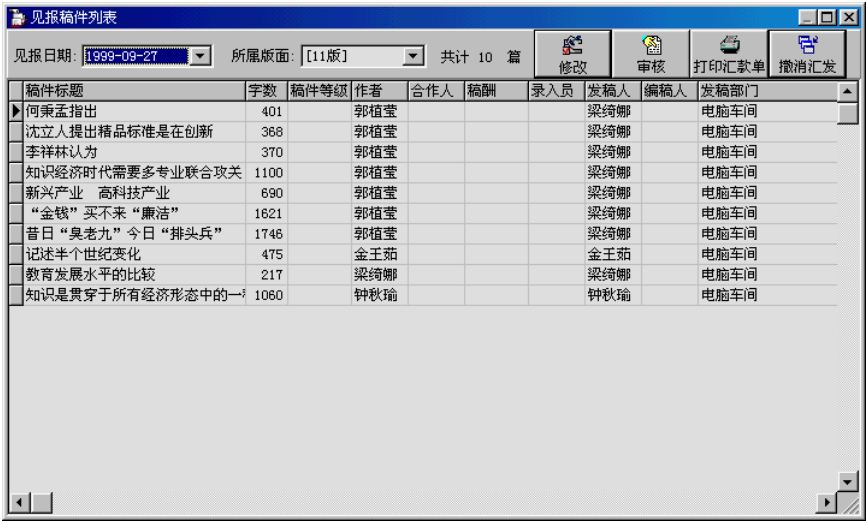 见报稿件列表
见报日期: 1999-09-27 所属版面: [11版] 共计 10 篇 修改 审核 打印汇款单 撤消汇发
稿件标题 字数 稿件等级 作者 合作人 稿酬 录入员 发稿人 编稿人 发稿部门
何秉孟指出 401 郭植莹 梁绮娜 电脑车间
沈立人提出精品标准是在创新 368 郭植莹 梁绮娜 电脑车间
李祥林认为 370 郭植莹 梁绮娜 电脑车间
知识经济时代需要多专业联合攻关 1100 郭植莹 梁绮娜 电脑车间
新兴产业 高科技产业 690 郭植莹 梁绮娜 电脑车间
“金钱”买不来“廉洁” 1621 郭植莹 梁绮娜 电脑车间
昔日“臭老九”今日“排头兵” 1746 郭植莹 梁绮娜 电脑车间
记述半个世纪变化 475 金王茹 金王茹 电脑车间
教育发展水平的比较 217 梁绮娜 梁绮娜 电脑车间
知识是贯穿于所有经济形态中的一 1060 钟秋瑜 钟秋瑜 电脑车间